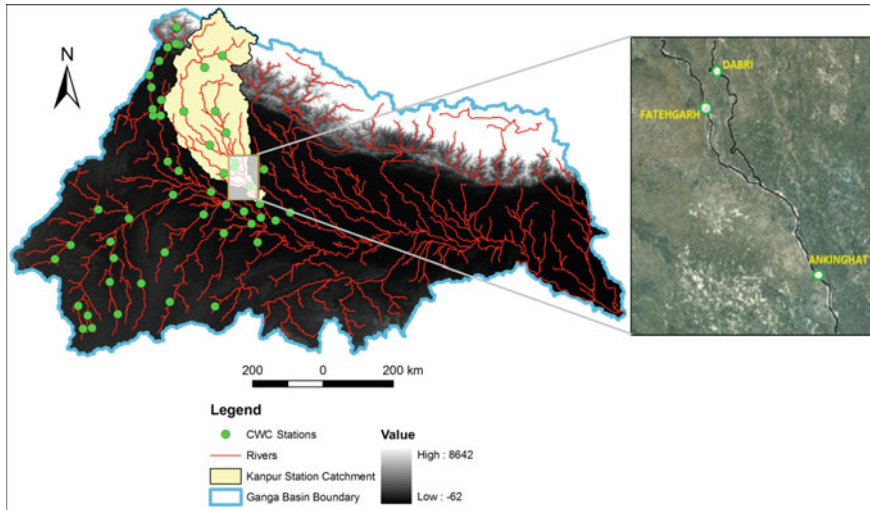 N
DABRI
FATEHGARH
ANKINGHAT
200 0 200 km
Legend
CWC Stations
Rivers
Kanpur Station Catchment
Ganga Basin Boundary
Value
High : 8642
Low : -62